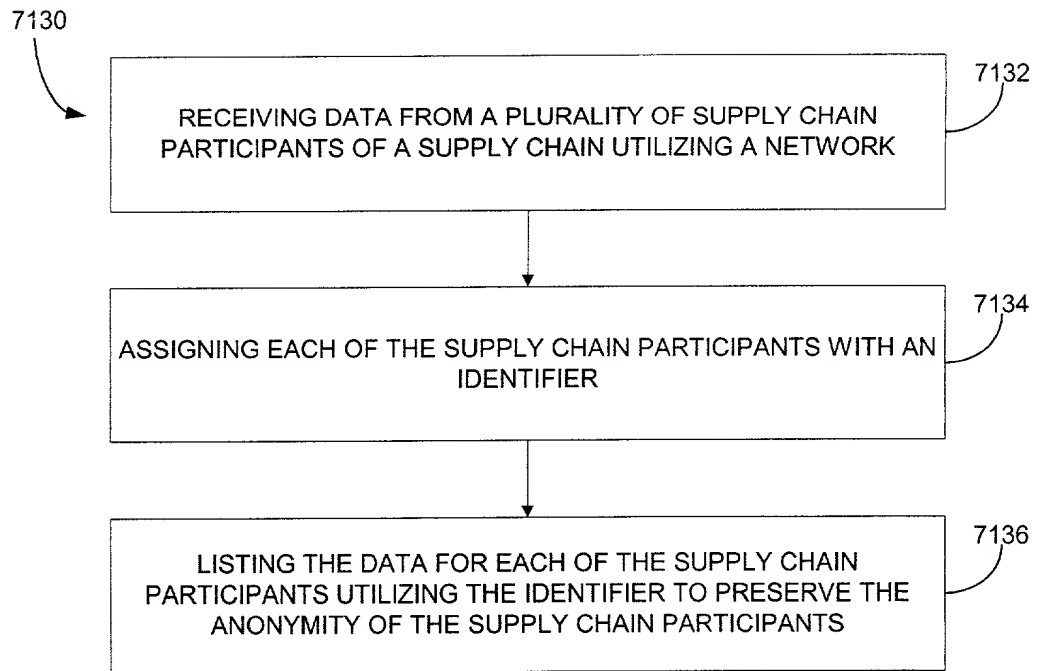 7130
7132
RECEIVING DATA FROM A PLURALITY OF SUPPLY CHAIN
PARTICIPANTS OF A SUPPLY CHAIN UTILIZING A NETWORK
7134
ASSIGNING EACH OF THE SUPPLY CHAIN PARTICIPANTS WITH AN
IDENTIFIER
7136
LISTING THE DATA FOR EACH OF THE SUPPLY CHAIN
PARTICIPANTS UTILIZING THE IDENTIFIER TO PRESERVE THE
ANONYMITY OF THE SUPPLY CHAIN PARTICIPANTS